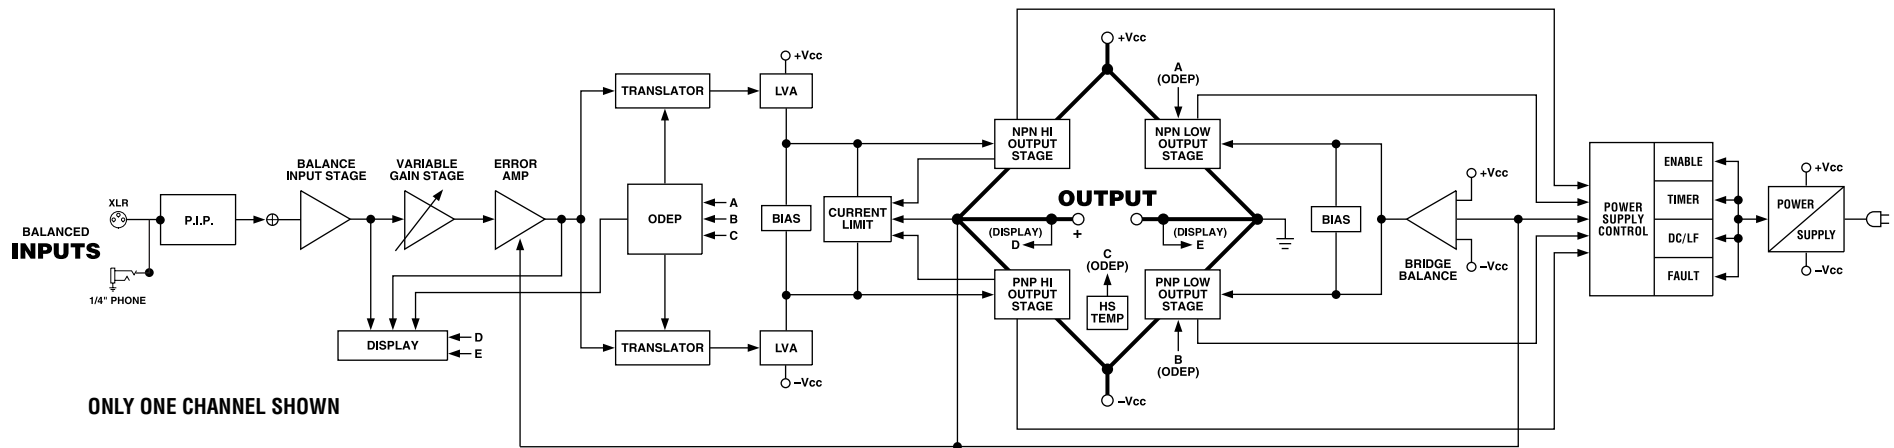 BALANCED
INPUTS
XLR
1/4" PHONE
P.I.P.
BALANCE
INPUT STAGE
VARIABLE
GAIN STAGE
ERROR
AMP
DISPLAY
D
E
TRANSLATOR
ODEP
A
B
C
TRANSLATOR
+Vcc
LVA
BIAS
LVA
–Vcc
CURRENT
LIMIT
+Vcc
NPN HI
OUTPUT
STAGE
A
(ODEP)
NPN LOW
OUTPUT
STAGE
OUTPUT
(DISPLAY)
D
+
(DISPLAY)
E
C
(ODEP)
HS
TEMP
PNP HI
OUTPUT
STAGE
PNP LOW
OUTPUT
STAGE
B
(ODEP)
–Vcc
BIAS
+Vcc
BRIDGE
BALANCE
–Vcc
POWER
SUPPLY
CONTROL
ENABLE
TIMER
DC/LF
FAULT
+Vcc
POWER
SUPPLY
–Vcc
ONLY ONE CHANNEL SHOWN